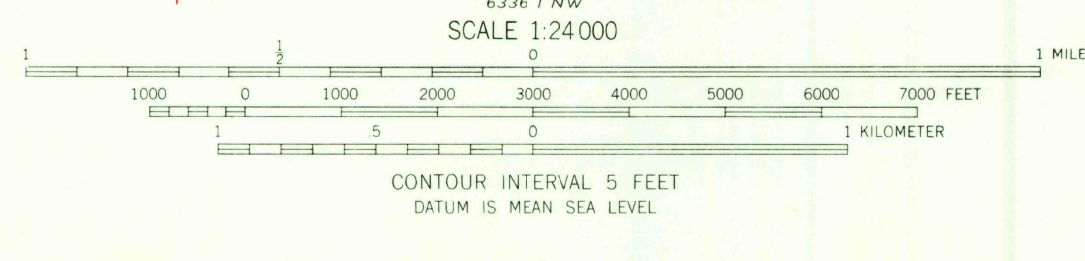 6336 I NW
SCALE 1:24 000
1 1/2 0 1 MILE
1000 0 1000 2000 3000 4000 5000 6000 7000 FEET
1 .5 0 1 KILOMETER
CONTOUR INTERVAL 5 FEET
DATUM IS MEAN SEA LEVEL